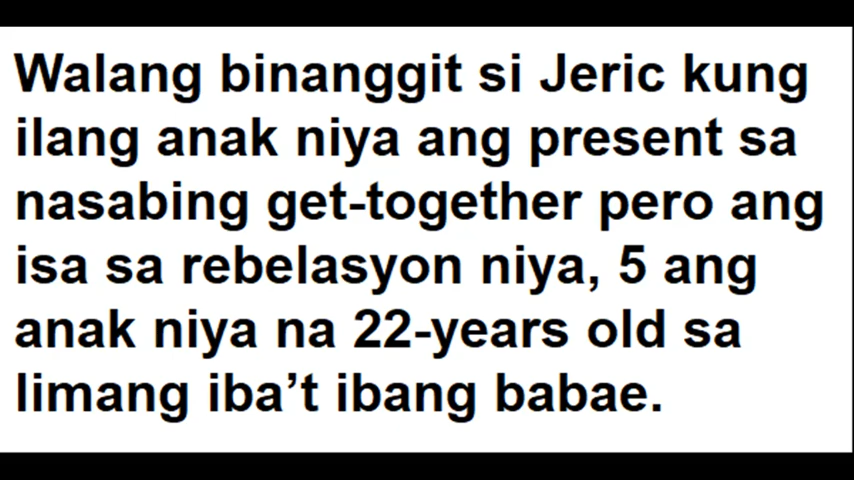 Walang binanggit si Jeric kung
ilang anak niya ang present sa
nasabing get-together pero ang
isa sa rebelasyon niya, 5 ang
anak niya na 22-years old sa
limang iba’t ibang babae.